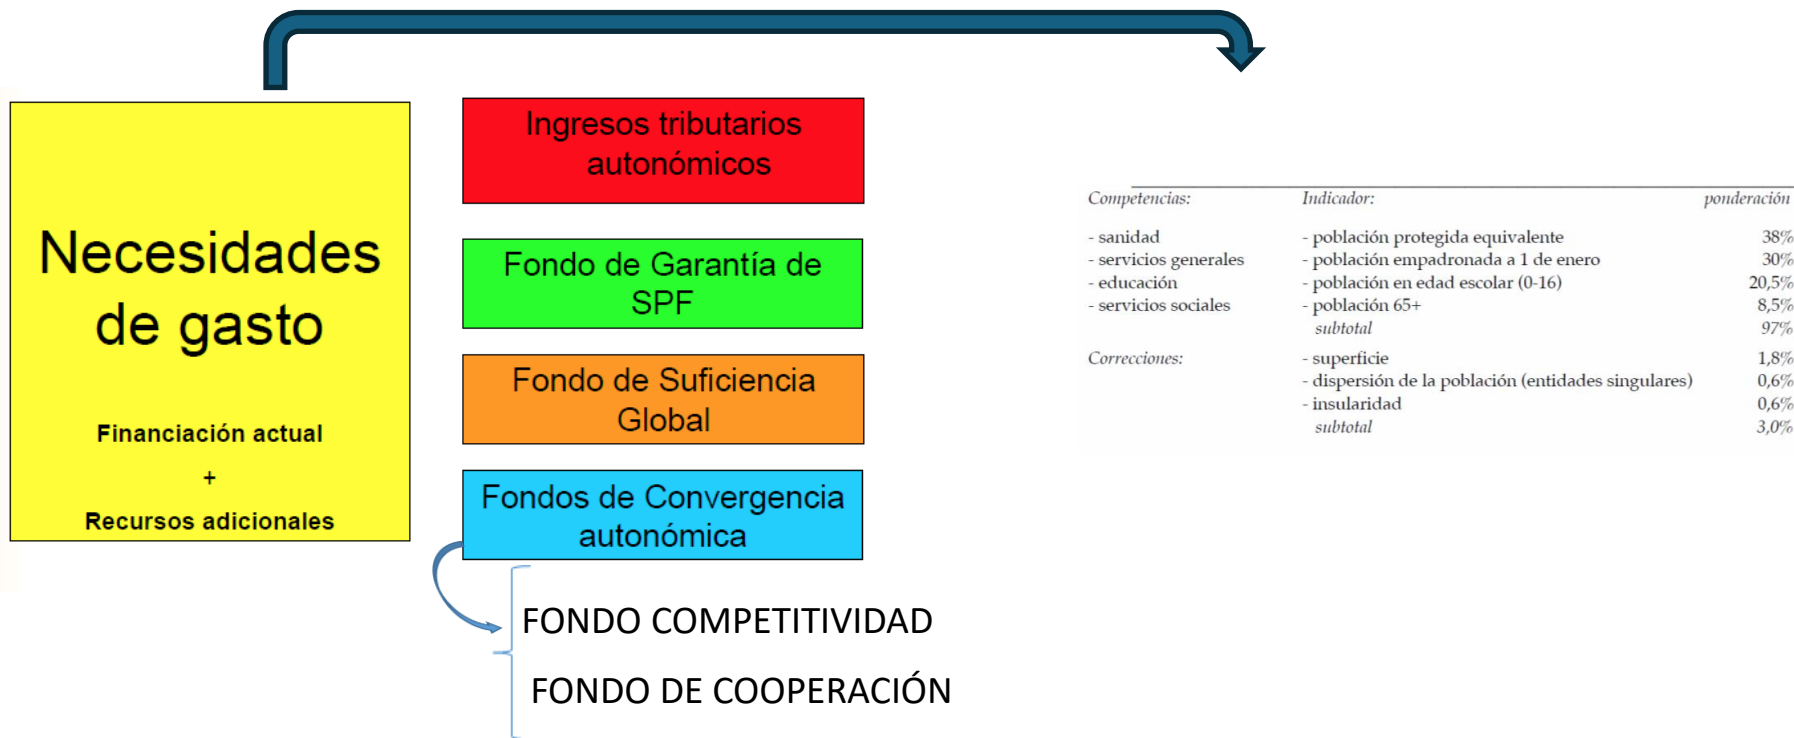 Necesidades
de gasto
Financiación actual
+
Recursos adicionales
Ingresos tributarios
autonómicos
Fondo de Garantía de
SPF
Fondo de Suficiencia
Global
Fondos de Convergencia
autonómica
FONDO COMPETITIVIDAD
FONDO DE COOPERACIÓN
Competencias: Indicador: ponderación
- sanidad - población protegida equivalente 38%
- servicios generales - población empadronada a 1 de enero 30%
- educación - población en edad escolar (0-16) 20,5%
- servicios sociales - población 65+ 8,5%
subtotal 97%
Correcciones: - superficie 1,8%
- dispersión de la población (entidades singulares) 0,6%
- insularidad 0,6%
subtotal 3,0%